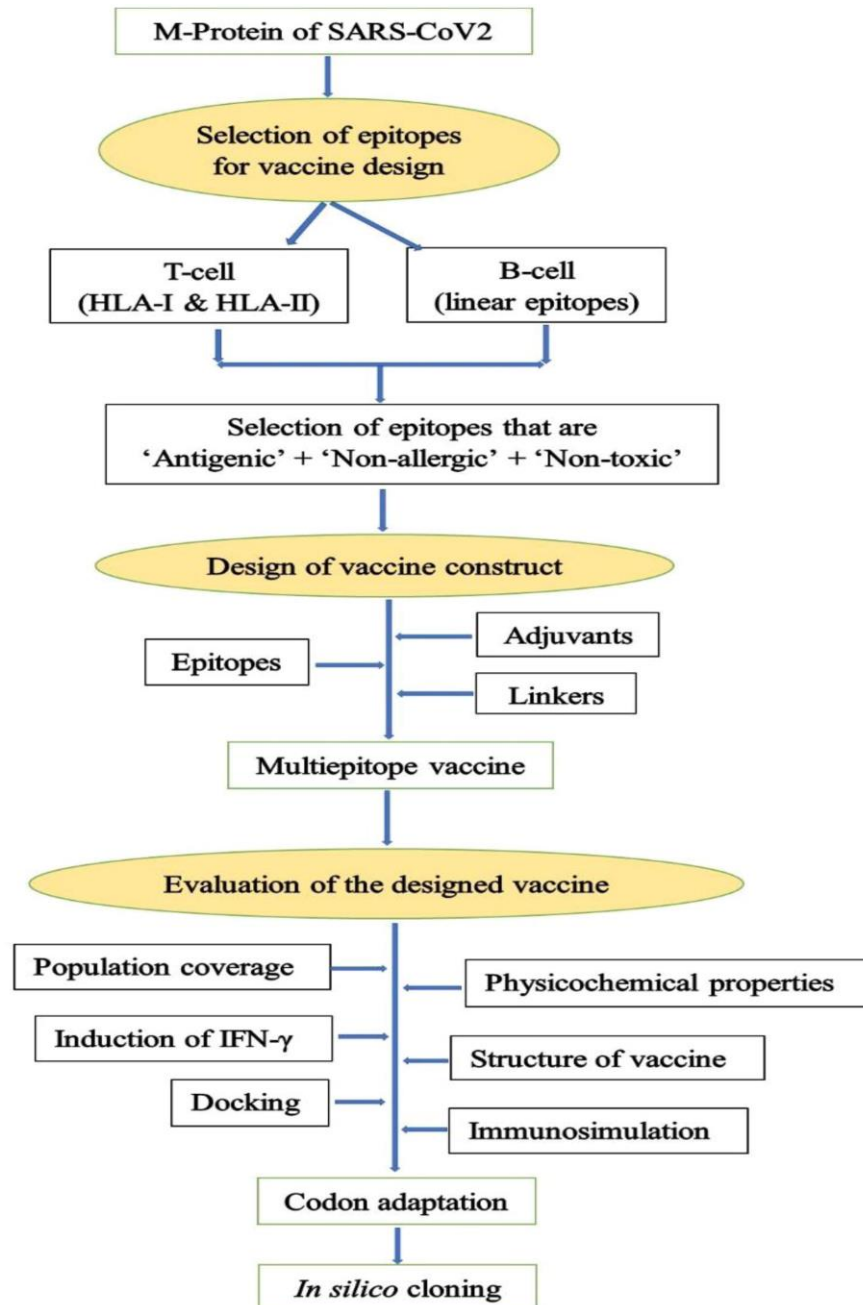 M-Protein of SARS-CoV2
Selection of epitopes
for vaccine design
T-cell
(HLA-I & HLA-II)
B-cell
(linear epitopes)
Selection of epitopes that are
‘Antigenic’ + ‘Non-allergic’ + ‘Non-toxic’
Design of vaccine construct
Adjuvants
Epitopes
Linkers
Multiepitope vaccine
Evaluation of the designed vaccine
Population coverage
Physicochemical properties
Induction of IFN-γ
Structure of vaccine
Docking
Immunosimulation
Codon adaptation
In silico cloning